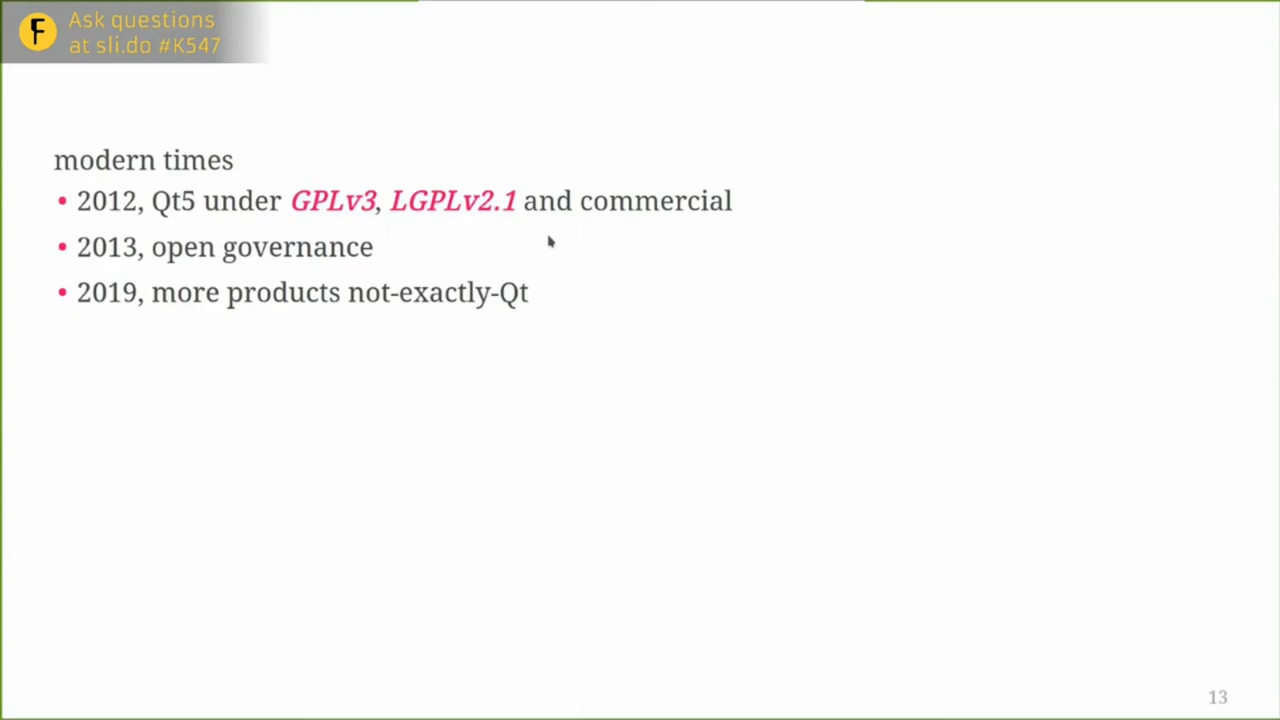 F
Ask questions
at sli.do #K547
modern times
• 2012, Qt5 under GPLv3, LGPLv2.1 and commercial
• 2013, open governance
• 2019, more products not-exactly-Qt
13